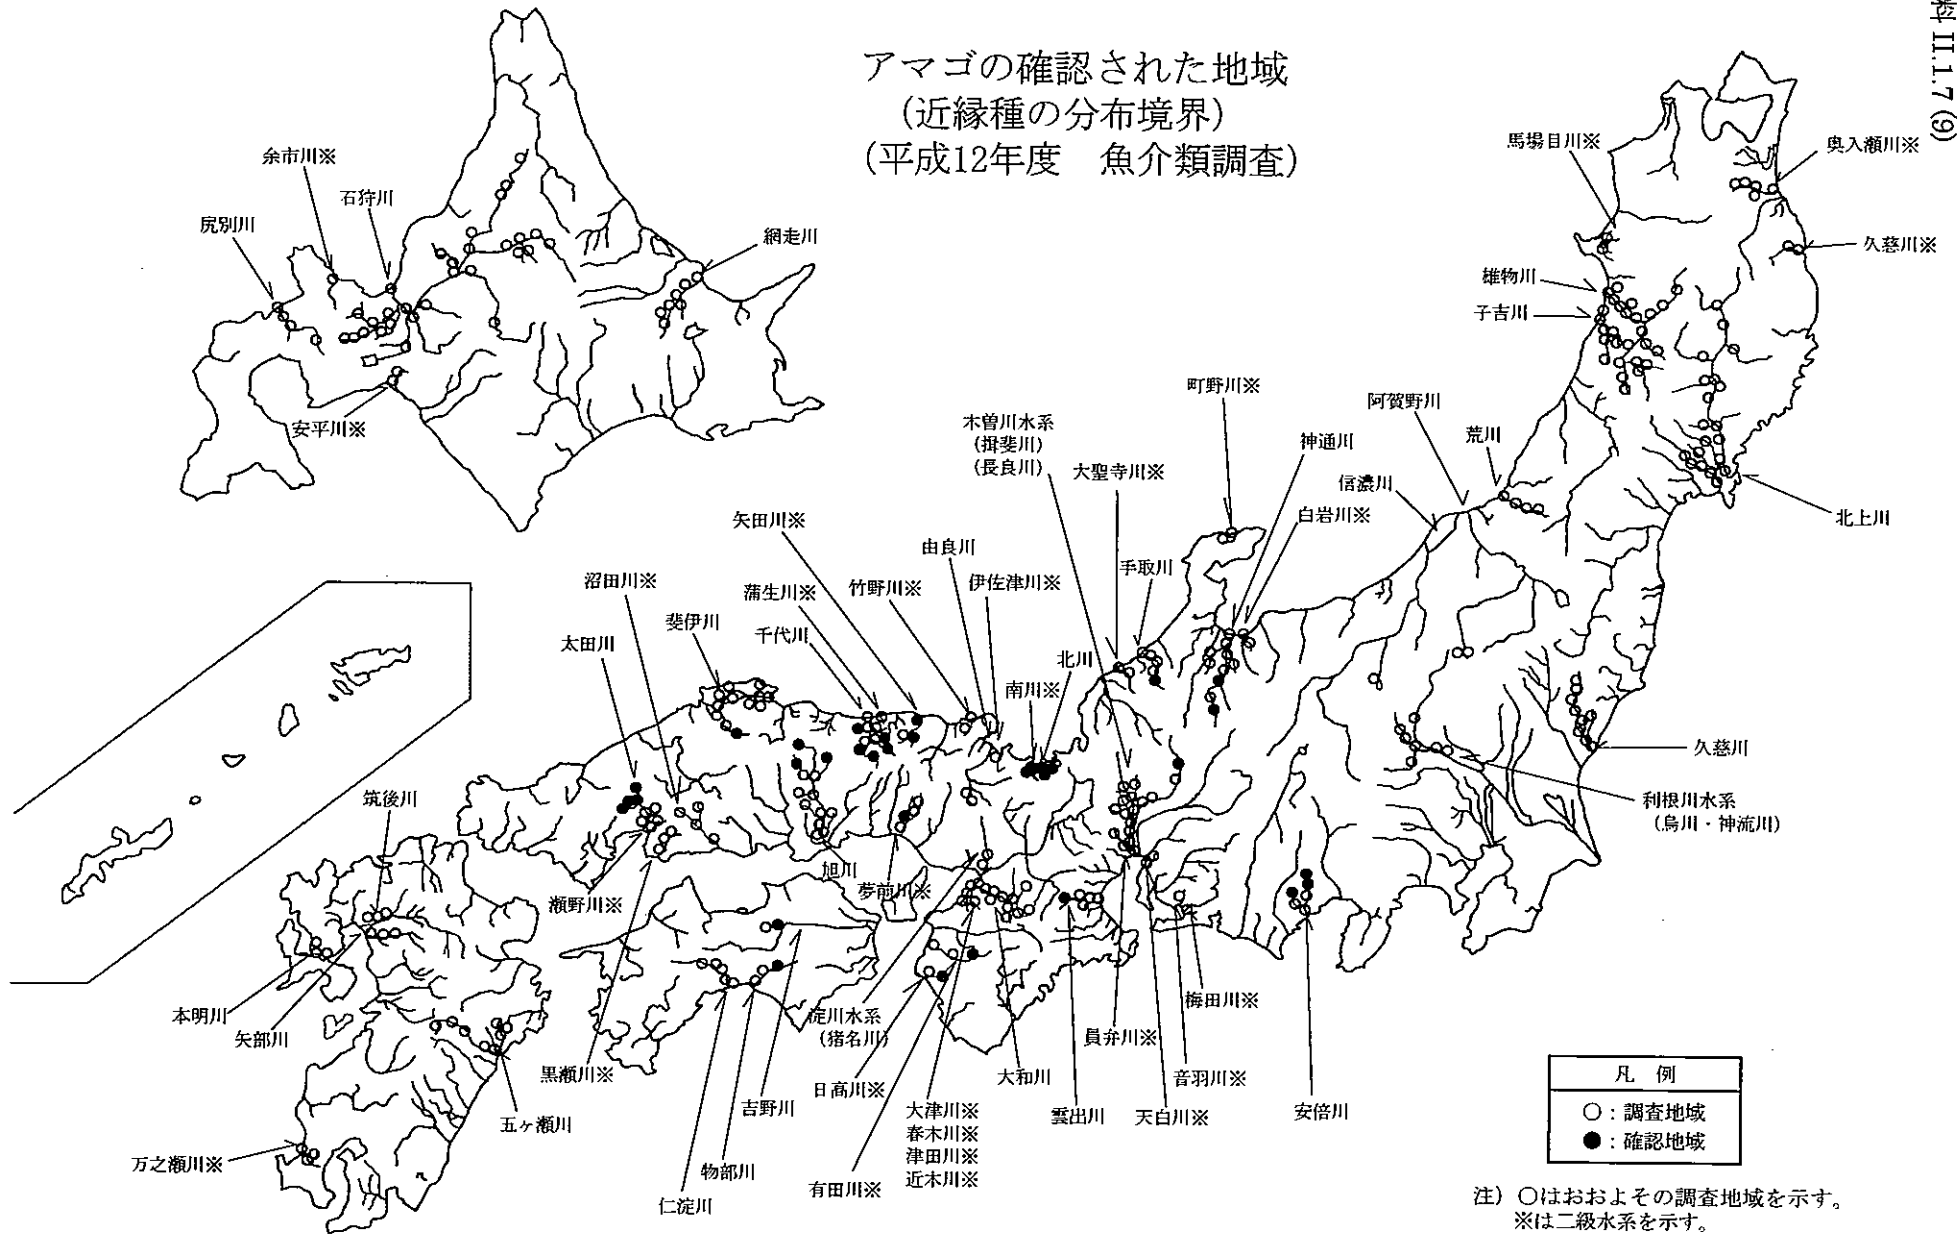 料 II.1.7 (9)
アマゴの確認された地域
(近縁種の分布境界)
(平成12年度　魚介類調査)
余市川※
石狩川
尻別川
網走川
安平川※
馬場目川※
奥入瀬川※
久慈川※
雄物川
子吉川
町野川※
阿賀野川
木曽川水系
(揖斐川)
(長良川)
神通川
荒川
大聖寺川※
信濃川
白岩川※
北上川
矢田川※
由良川
手取川
沼田川※
蒲生川※
竹野川※
伊佐津川※
斐伊川
千代川
太田川
北川
南川※
久慈川
筑後川
利根川水系
(烏川・神流川)
旭川
夢前川※
瀬野川※
本明川
矢部川
淀川水系
(猪名川)
梅田川※
員弁川※
黒瀬川※
日高川※
大和川
音羽川※
吉野川
大津川※
春木川※
津田川※
近木川※
雲出川
天白川※
安倍川
五ヶ瀬川
万之瀬川※
物部川
有田川※
仁淀川
凡　例
○：調査地域
●：確認地域
注）○はおおよその調査地域を示す。
※は二級水系を示す。